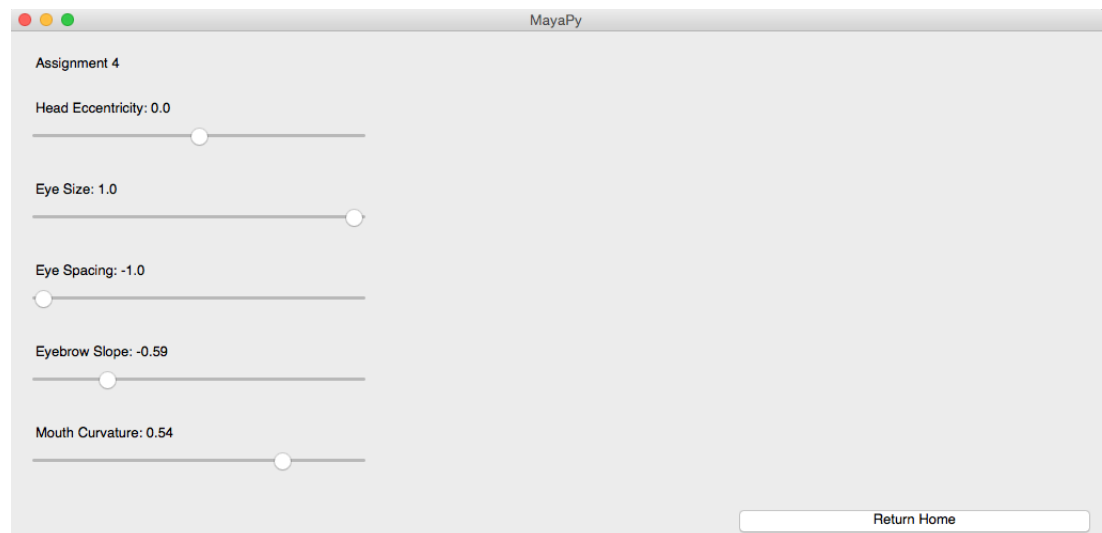 MayaPy
Assignment 4
Head Eccentricity: 0.0
Eye Size: 1.0
Eye Spacing: -1.0
Eyebrow Slope: -0.59
Mouth Curvature: 0.54
Return Home